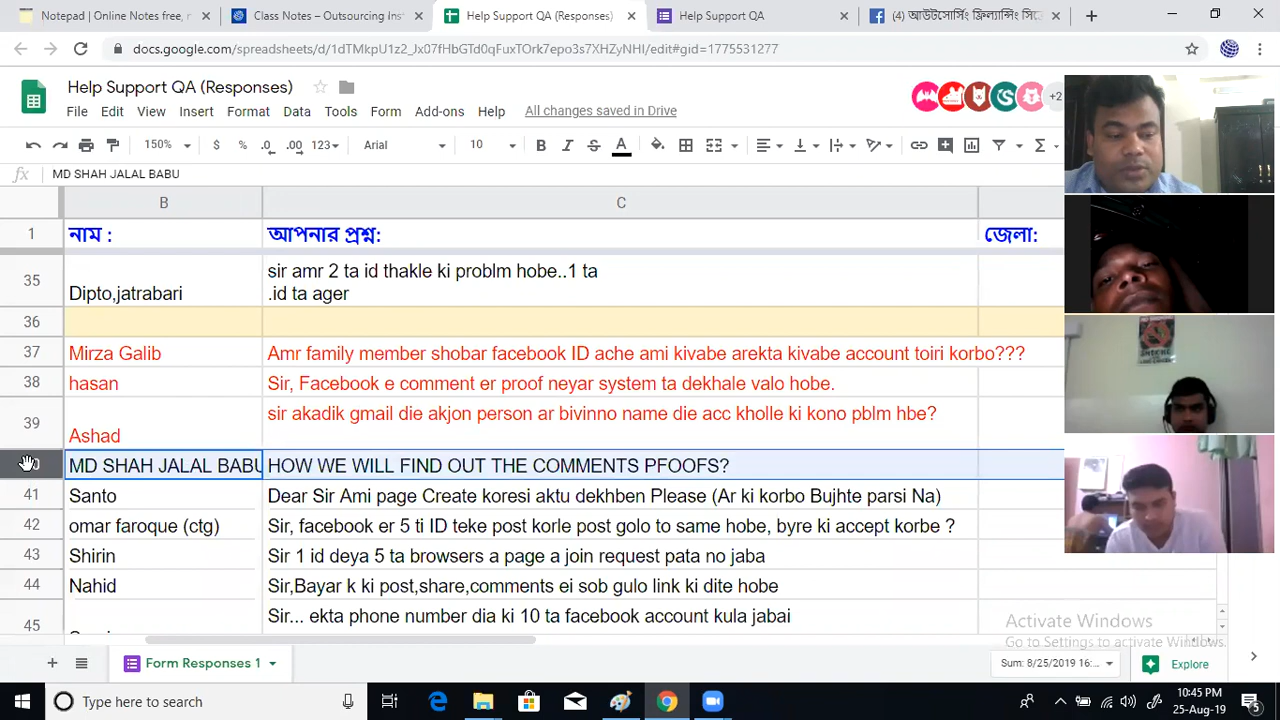 Notepad | Online Notes free,
Class Notes – Outsourcing Inst
Help Support QA (Responses)
Help Support QA
(4) আউটসোর্সিং ফ্রিল্যান্সিং
docs.google.com/spreadsheets/d/1dTMkpU1z2_Jx07fHbGTd0qFuxTOrk7epo3s7XHZyNHI/edit#gid=1775531277
Help Support QA (Responses)
File Edit View Insert Format Data Tools Form Add-ons Help All changes saved in Drive
+2
150% $ % .0 .00 123 Arial 10 B I S A
fx MD SHAH JALAL BABU
B C
1 নাম : আপনার প্রশ্ন: জেলা:
35 Dipto,jatrabari sir amr 2 ta id thakle ki problm hobe..1 ta
.id ta ager
36
37 Mirza Galib Amr family member shobar facebook ID ache ami kivabe arekta kivabe account toiri korbo???
38 hasan Sir, Facebook e comment er proof neyar system ta dekhale valo hobe.
39 Ashad sir akadik gmail die akjon person ar bivinno name die acc kholle ki kono pblm hbe?
MD SHAH JALAL BABU HOW WE WILL FIND OUT THE COMMENTS PFOOFS?
41 Santo Dear Sir Ami page Create koresi aktu dekhben Please (Ar ki korbo Bujhte parsi Na)
42 omar faroque (ctg) Sir, facebook er 5 ti ID teke post korle post golo to same hobe, byre ki accept korbe ?
43 Shirin Sir 1 id deya 5 ta browsers a page a join request pata no jaba
44 Nahid Sir,Bayar k ki post,share,comments ei sob gulo link ki dite hobe
45 Sir... ekta phone number dia ki 10 ta facebook account kula jabai
Activate Windows
Go to Settings to activate Windows.
Form Responses 1
Sum: 8/25/2019 16:...
Explore
Type here to search
10:45 PM
25-Aug-19
5